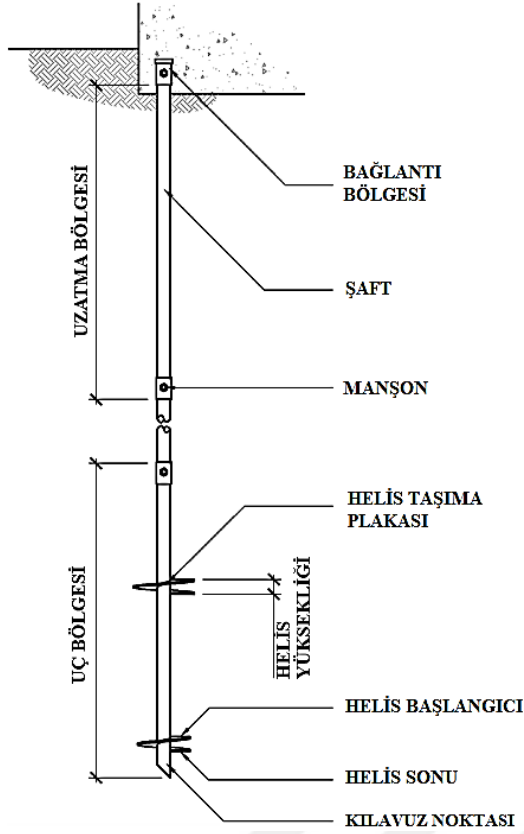 BAĞLANTI
BÖLGESİ
UZATMA BÖLGESİ
ŞAFT
MANŞON
HELİS TAŞIMA
PLAKASI
UÇ BÖLGESİ
HELİS
YÜKSEKLİĞİ
HELİS BAŞLANGICI
HELİS SONU
KILAVUZ NOKTASI